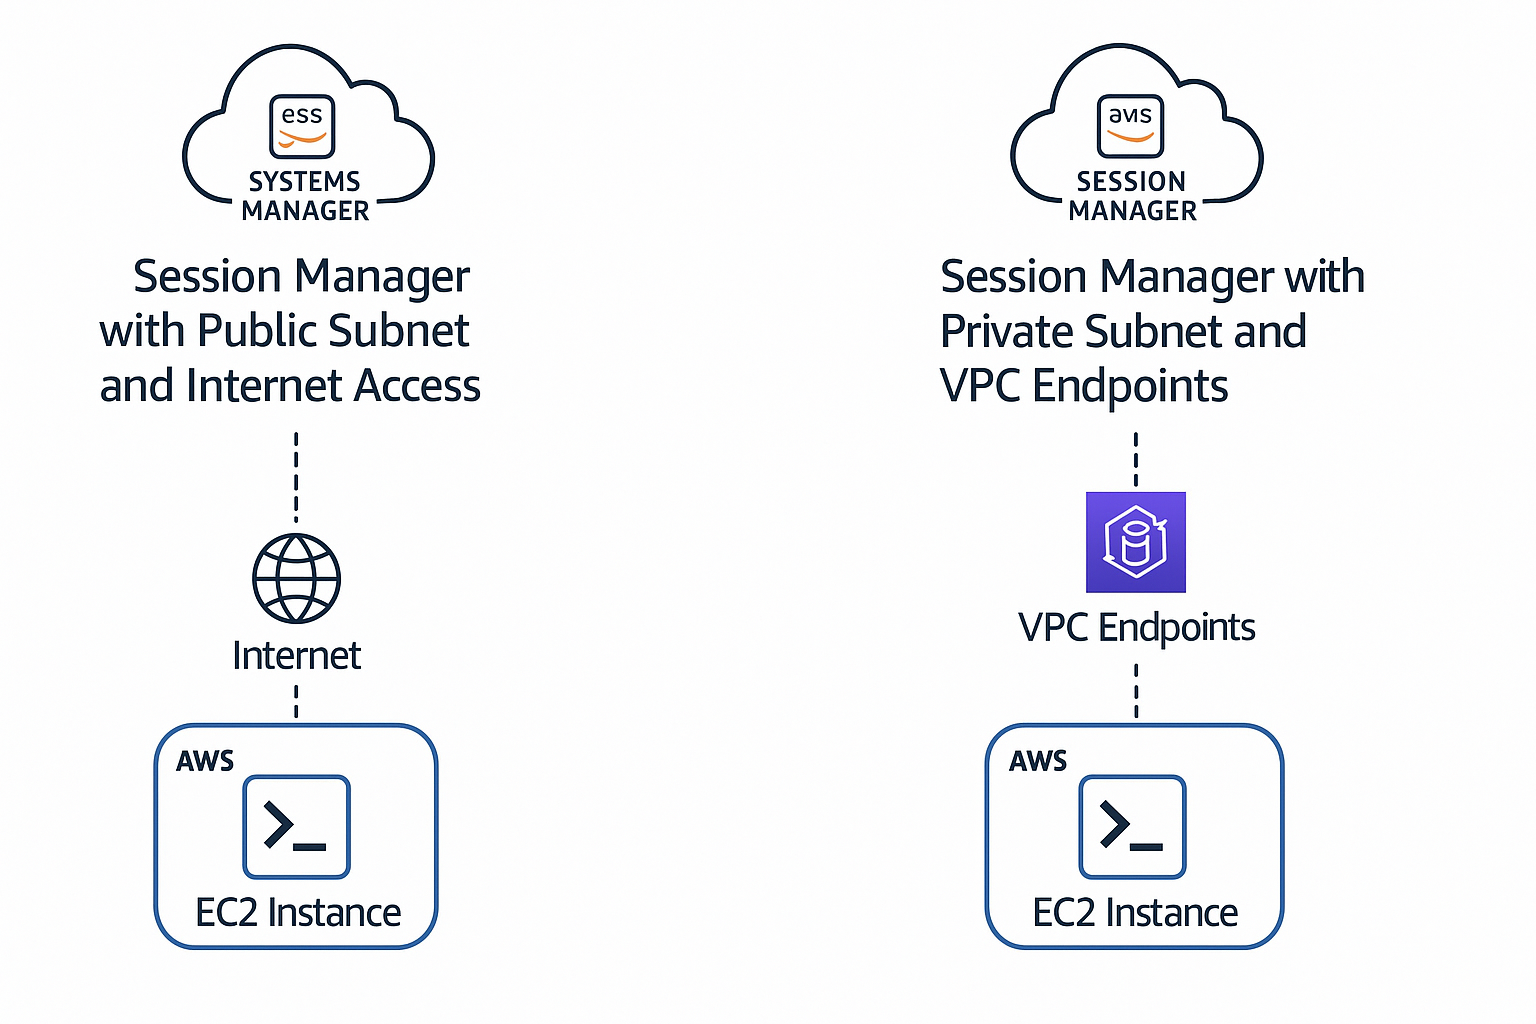 ess
SYSTEMS
MANAGER
Session Manager
with Public Subnet
and Internet Access
Internet
AWS
>_
EC2 Instance
aws
SESSION
MANAGER
Session Manager with
Private Subnet and
VPC Endpoints
VPC Endpoints
AWS
>_
EC2 Instance